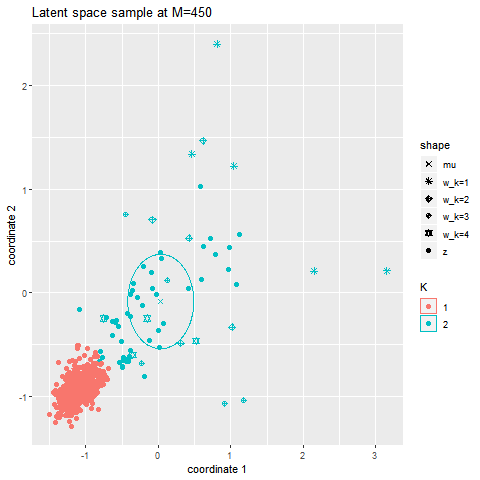 Latent space sample at M=450
coordinate 2
2
1
0
-1
-1
0
1
2
3
coordinate 1
shape
mu
w_k=1
w_k=2
w_k=3
w_k=4
z
K
1
2